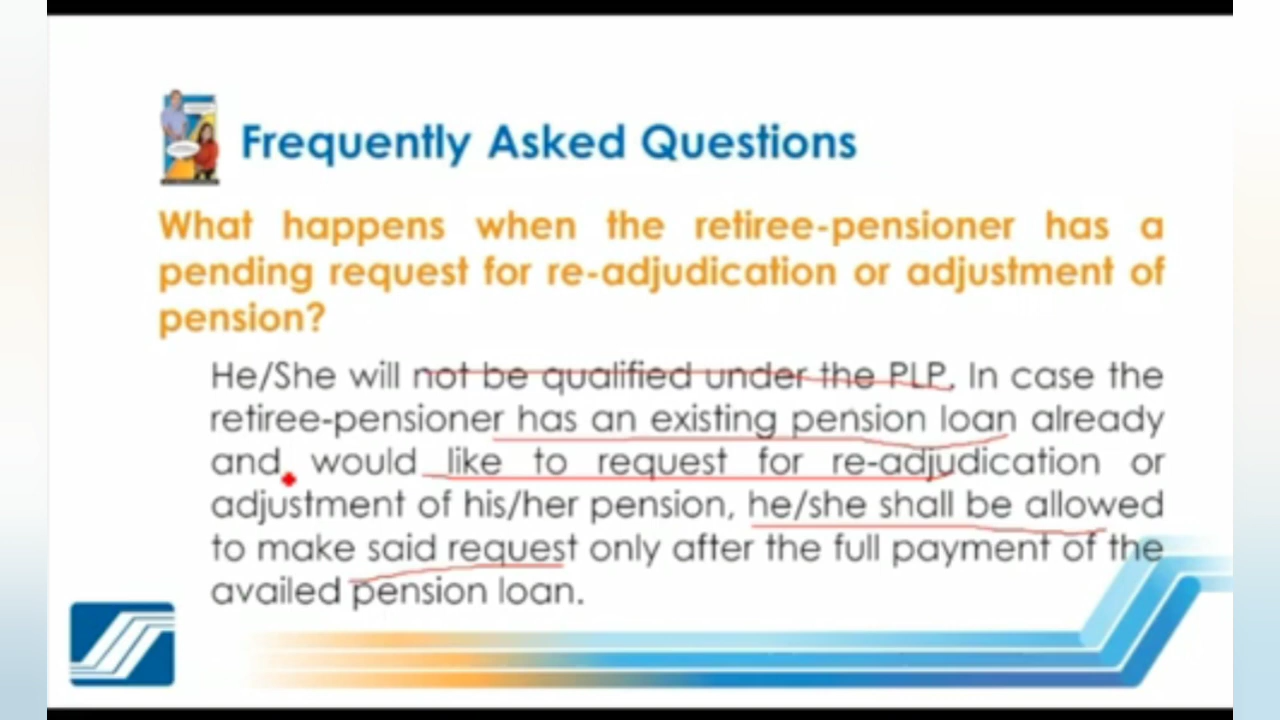 Frequently Asked Questions
What happens when the retiree-pensioner has a
pending request for re-adjudication or adjustment of
pension?
He/She will not be qualified under the PLP. In case the
retiree-pensioner has an existing pension loan already
and would like to request for re-adjudication or
adjustment of his/her pension, he/she shall be allowed
to make said request only after the full payment of the
availed pension loan.